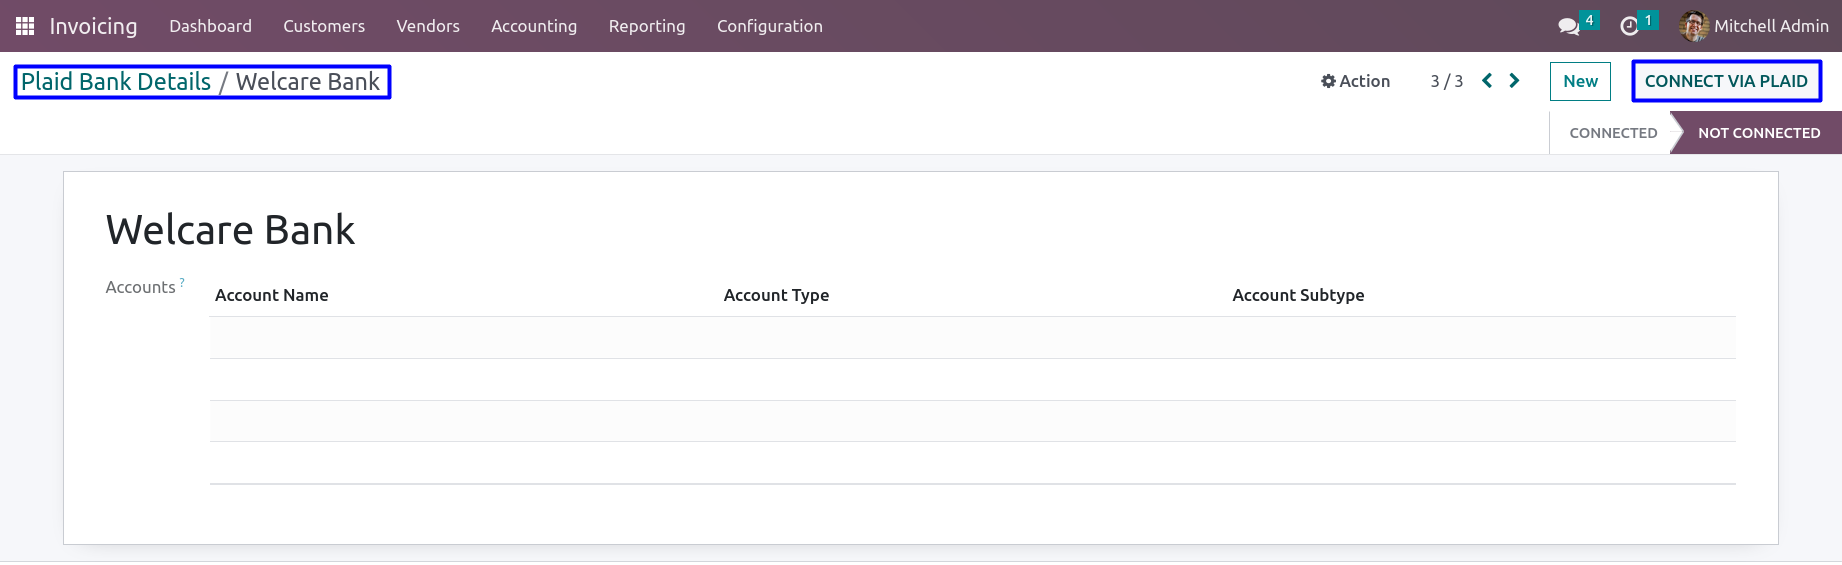 Invoicing Dashboard Customers Vendors Accounting Reporting Configuration 4 1 Mitchell Admin
Plaid Bank Details / Welcare Bank Action 3 / 3 New CONNECT VIA PLAID
CONNECTED NOT CONNECTED
Welcare Bank
Accounts ?
Account Name Account Type Account Subtype